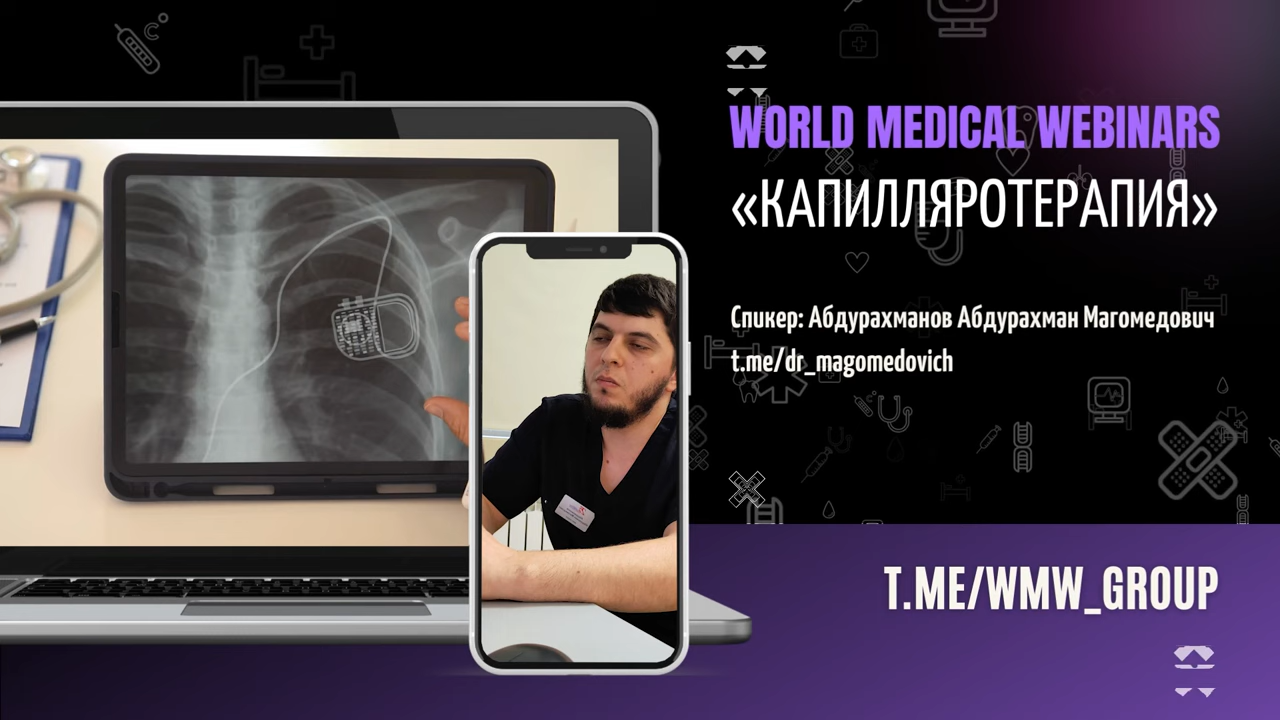 WORLD MEDICAL WEBINARS
«КАПИЛЛЯРОТЕРАПИЯ»
Спикер: Абдурахманов Абдурахман Магомедович
t.me/dr_magomedovich
T.ME/WMW_GROUP